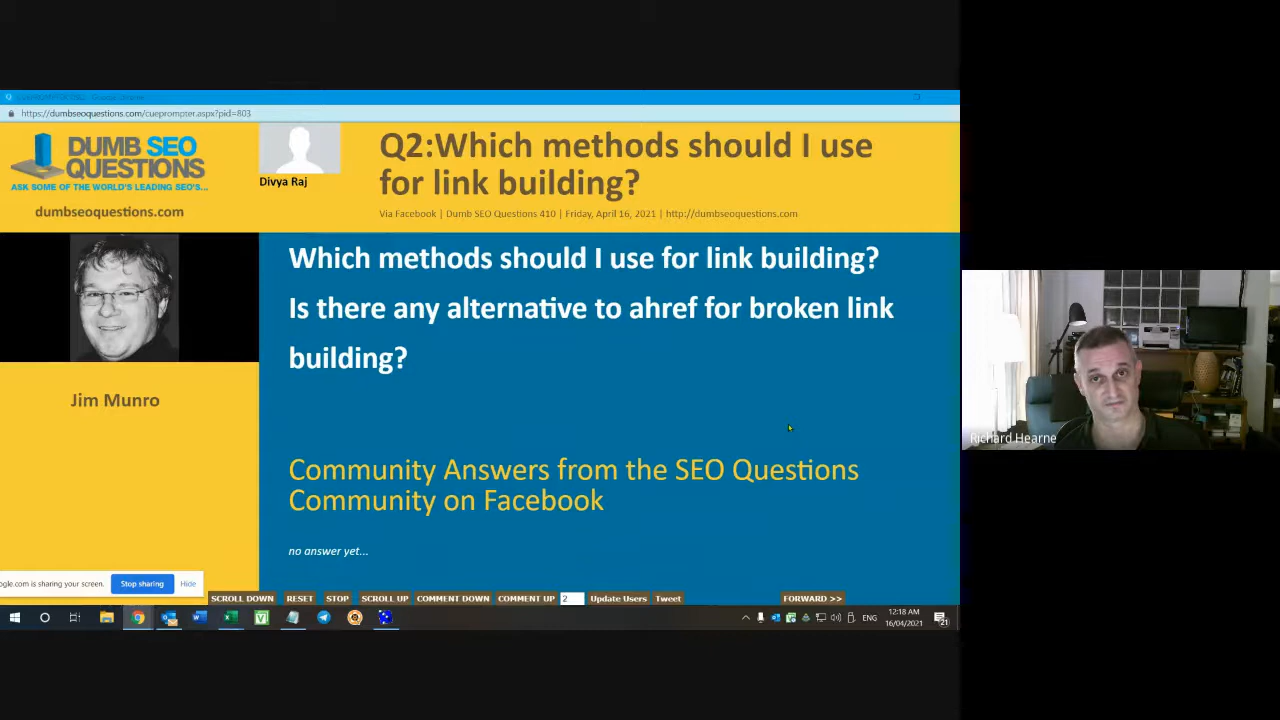 https://dumbseoquestions.com/cueprompter.aspx?pid=803
DUMB SEO
QUESTIONS
ASK SOME OF THE WORLD'S LEADING SEO'S...
dumbseoquestions.com
Divya Raj
Q2:Which methods should I use
for link building?
Via Facebook | Dumb SEO Questions 410 | Friday, April 16, 2021 | http://dumbseoquestions.com
Jim Munro
Which methods should I use for link building?
Is there any alternative to ahref for broken link
building?
Community Answers from the SEO Questions
Community on Facebook
no answer yet...
Richard Hearne
ogle.com is sharing your screen.
Stop sharing
Hide
SCROLL DOWN
RESET
STOP
SCROLL UP
COMMENT DOWN
COMMENT UP
2
Update Users
Tweet
FORWARD >>
ENG
12:18 AM
16/04/2021
21